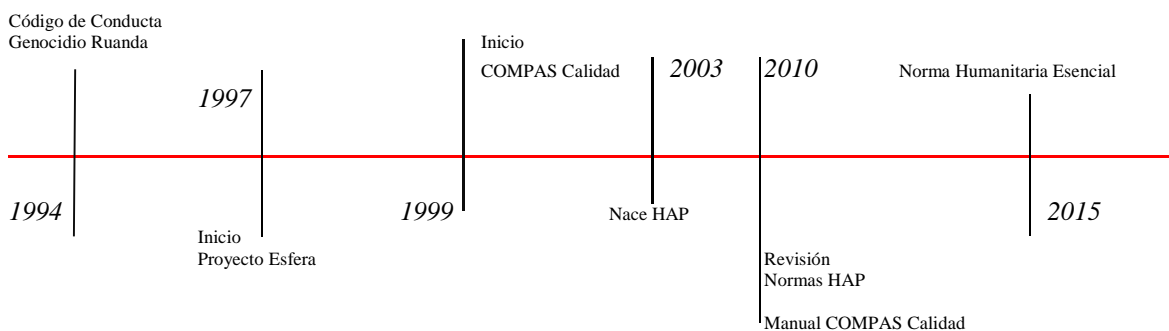 Código de Conducta
Genocidio Ruanda
1994
1997
Inicio
Proyecto Esfera
Inicio
COMPAS Calidad
1999
2003
Nace HAP
2010
Revisión
Normas HAP
Manual COMPAS Calidad
Norma Humanitaria Esencial
2015